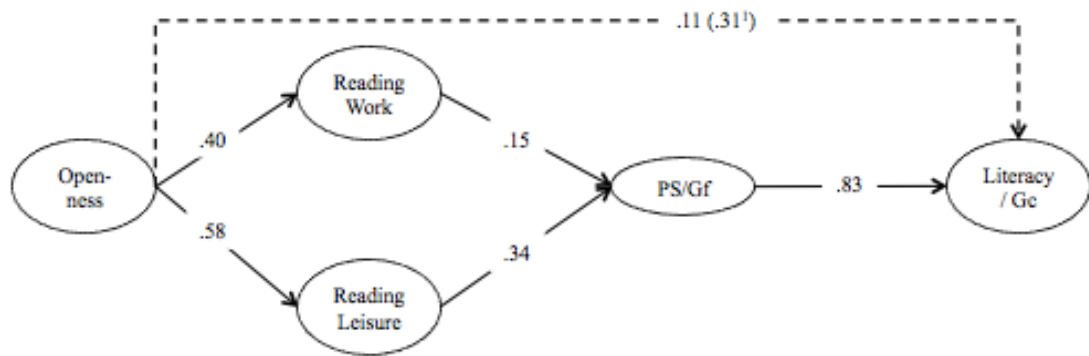 .11 (.31¹)
Reading
Work
.40
.15
Open-
ness
PS/Gf
.83
Literacy
/ Gc
.58
.34
Reading
Leisure